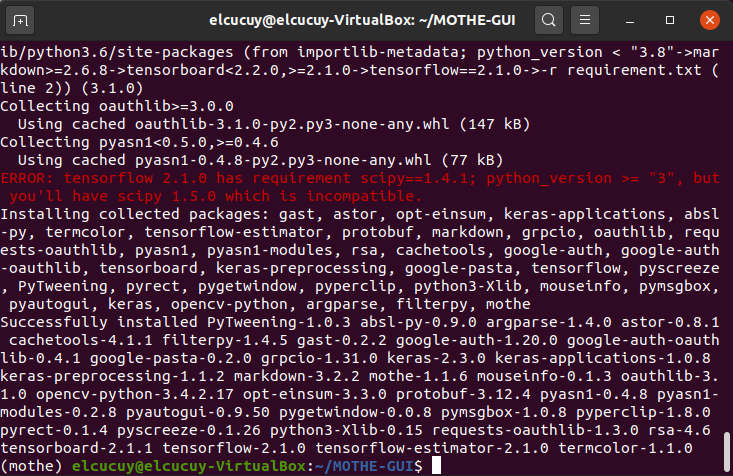 elcucuy@elcucuy-VirtualBox: ~/MOTHE-GUI
ib/python3.6/site-packages (from importlib-metadata; python_version < "3.8"->mar
kdown>=2.6.8->tensorboard<2.2.0,>=2.1.0->tensorflow==2.1.0->-r requirement.txt (
line 2)) (3.1.0)
Collecting oauthlib>=3.0.0
  Using cached oauthlib-3.1.0-py2.py3-none-any.whl (147 kB)
Collecting pyasn1<0.5.0,>=0.4.6
  Using cached pyasn1-0.4.8-py2.py3-none-any.whl (77 kB)
ERROR: tensorflow 2.1.0 has requirement scipy==1.4.1; python_version >= "3", but
 you'll have scipy 1.5.0 which is incompatible.
Installing collected packages: gast, astor, opt-einsum, keras-applications, absl
-py, termcolor, tensorflow-estimator, protobuf, markdown, grpcio, oauthlib, requ
ests-oauthlib, pyasn1, pyasn1-modules, rsa, cachetools, google-auth, google-auth
-oauthlib, tensorboard, keras-preprocessing, google-pasta, tensorflow, pyscreeze
, PyTweening, pyrect, pygetwindow, pyperclip, python3-Xlib, mouseinfo, pymsgbox,
 pyautogui, keras, opencv-python, argparse, filterpy, mothe
Successfully installed PyTweening-1.0.3 absl-py-0.9.0 argparse-1.4.0 astor-0.8.1
 cachetools-4.1.1 filterpy-1.4.5 gast-0.2.2 google-auth-1.20.0 google-auth-oauth
lib-0.4.1 google-pasta-0.2.0 grpcio-1.31.0 keras-2.3.0 keras-applications-1.0.8 
keras-preprocessing-1.1.2 markdown-3.2.2 mothe-1.1.6 mouseinfo-0.1.3 oauthlib-3.
1.0 opencv-python-3.4.2.17 opt-einsum-3.3.0 protobuf-3.12.4 pyasn1-0.4.8 pyasn1-
modules-0.2.8 pyautogui-0.9.50 pygetwindow-0.0.8 pymsgbox-1.0.8 pyperclip-1.8.0 
pyrect-0.1.4 pyscreeze-0.1.26 python3-Xlib-0.15 requests-oauthlib-1.3.0 rsa-4.6 
tensorboard-2.1.1 tensorflow-2.1.0 tensorflow-estimator-2.1.0 termcolor-1.1.0
(mothe) elcucuy@elcucuy-VirtualBox:~/MOTHE-GUI$